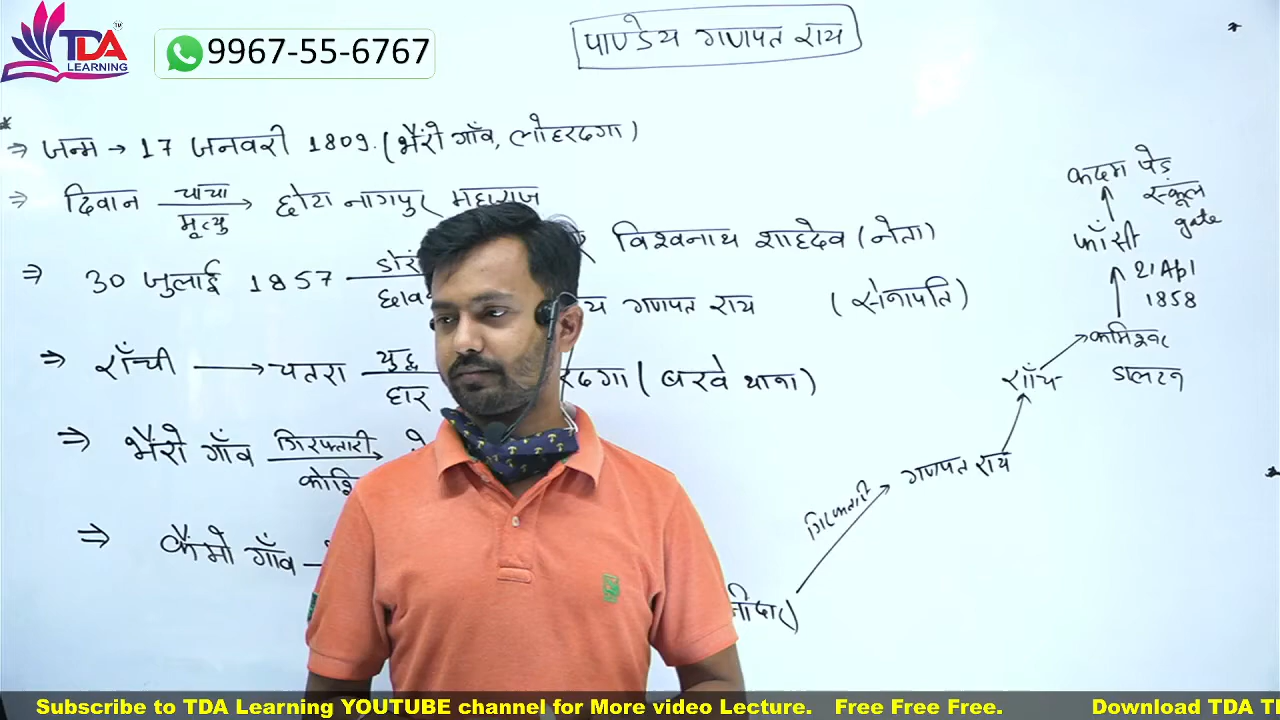 TDA
LEARNING
9967-55-6767
पाण्डेय गणपत राय
⇒ जन्म → 17 जनवरी 1809. (भैंरो गाँव, लोहरदगा)
⇒ दिवान चाचा मृत्यु → छोटा नागपुर महाराज
विश्वनाथ शाहदेव (नेता)
⇒ 30 जुलाई 1857
य गणपत राय (सेनापति)
⇒ राँची → चतरा युद्ध हार रदगा (बरवे थाना)
⇒ भैंरो गाँव गिरफ्तारी
⇒ कैमो गाँव
गिरफ्तारी
गणपत राय
राँची
कमिश्नर
डालटन
21 Apl
1858
फाँसी
कदम पेड़
स्कूल
gate
Subscribe to TDA Learning YOUTUBE channel for More video Lecture. Free Free Free. Download TDA